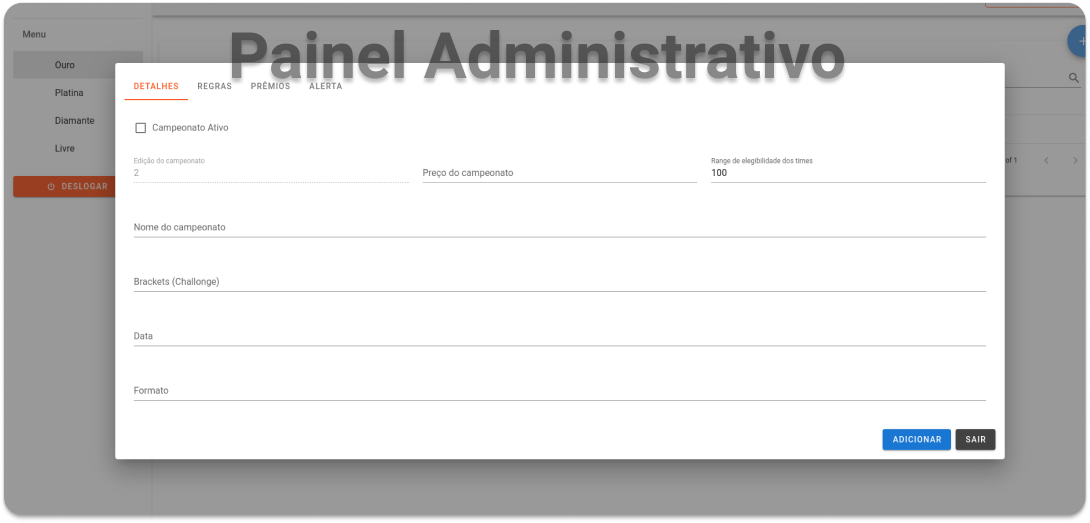 Painel Administrativo
Menu
Ouro
Platina
Diamante
Livre
DESLOGAR
DETALHES REGRAS PRÊMIOS ALERTA
Campeonato Ativo
Edição do campeonato
2
Preço do campeonato
Range de elegibilidade dos times
100
Nome do campeonato
Brackets (Challonge)
Data
Formato
ADICIONAR SAIR
of 1